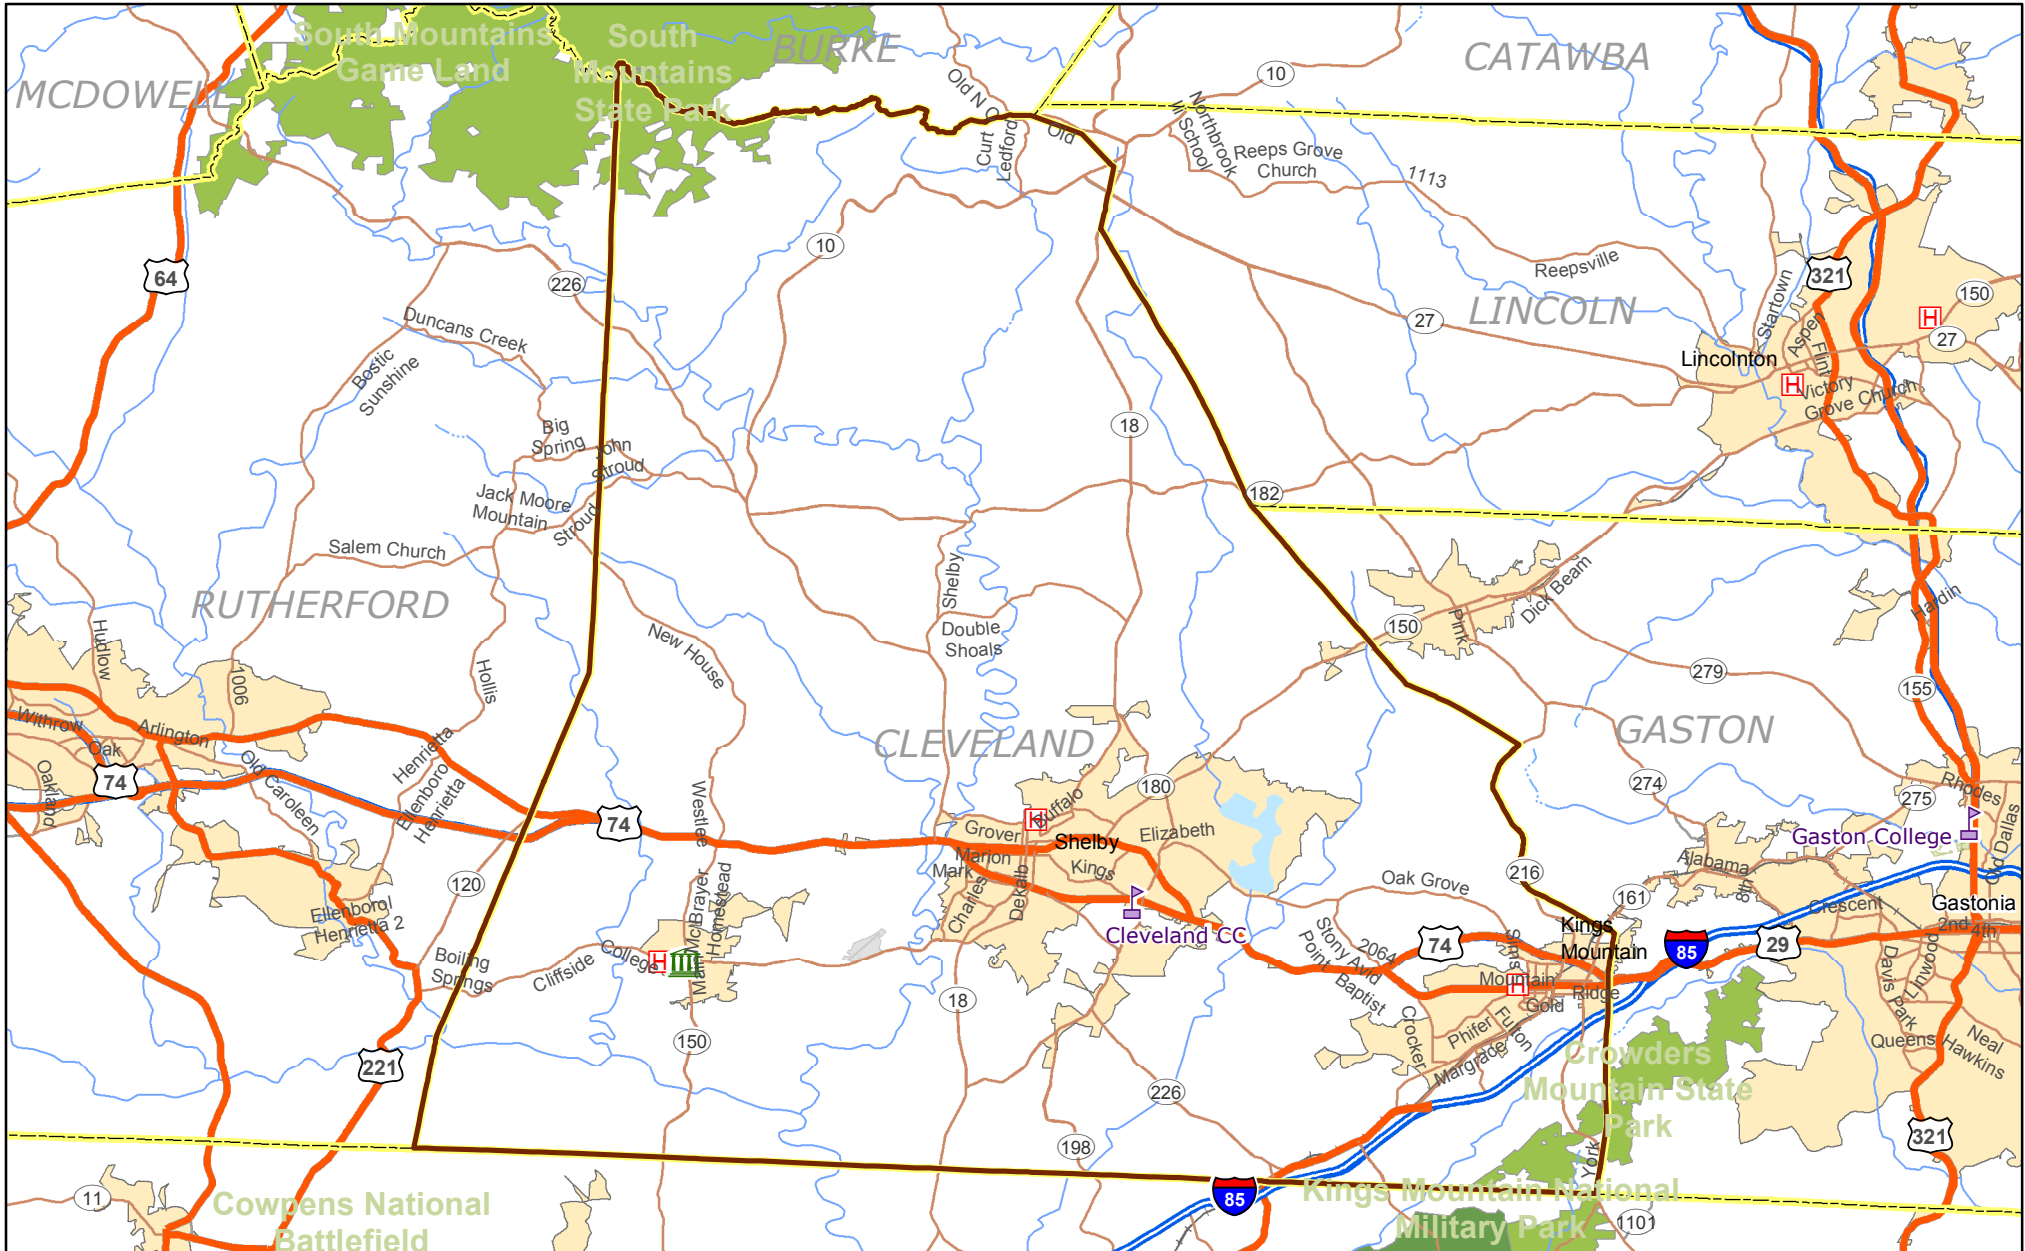 South Mountains
Game Land
South
Mountains
State Park
BURKE
CATAWBA
MCDOWELL
10
Old N C
Curt
Ledford
Old
Northbrook
III School
Reeps Grove
Church
1113
64
226
10
Reepsville
321
150
27
LINCOLN
27
Startown
Aspen
Flint
Lincolnton
Victory
Grove Church
Duncans Creek
Bostic
Sunshine
Big
Spring
John
Stroud
18
182
Jack Moore
Mountain
Stroud
Salem Church
RUTHERFORD
Shelby
Double
Shoals
New House
Dick Beam
Pink
150
Hardin
279
155
Hudlow
1006
Hollis
Withrow
Oak
Arlington
74
Oakland
Old Caroleen
Henrietta
Ellenboro
Henrietta
CLEVELAND
GASTON
274
275
Rhodes
Old Dallas
Gaston College
180
Buffalo
Grover
Shelby
Elizabeth
Marion
Mark
Kings
Charles
Dekalb
Cleveland CC
74
Westlee
McBrayer
Homestead
Main
120
Ellenborol
Henrietta 2
Boiling
Springs
Cliffside
College
216
Oak Grove
161
Alabama
8th
Crescent
Gastonia
2nd
4th
Kings
Mountain
85
29
Stony
Point
2064
Avid
Baptist
74
Sims
Mountain
Ridge
Gold
Phifer
Fulton
Margrace
Crocker
Davis Park
Linwood
Queens
Neal
Hawkins
221
150
18
226
198
Crowders
Mountain State
Park
York
321
11
Cowpens National
Battlefield
85
Kings Mountain National
Military Park
1101